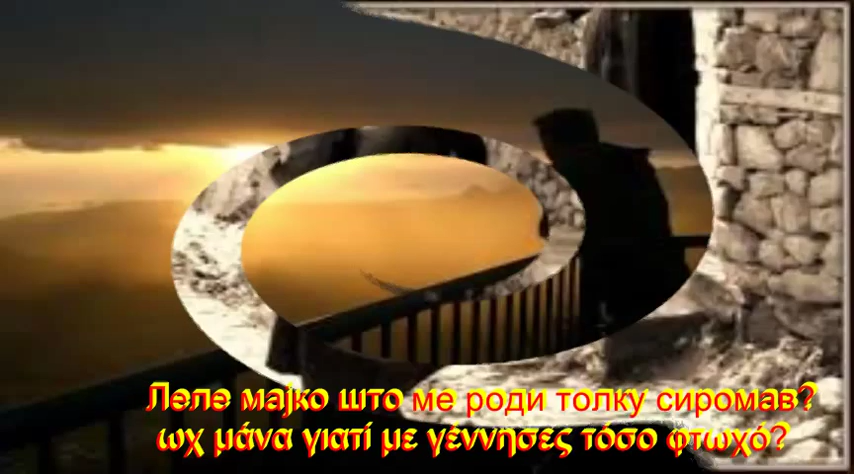 Леле мајко што ме роди толку сиромав?
ωχ μάνα γιατί με γέννησες τόσο φτωχό?